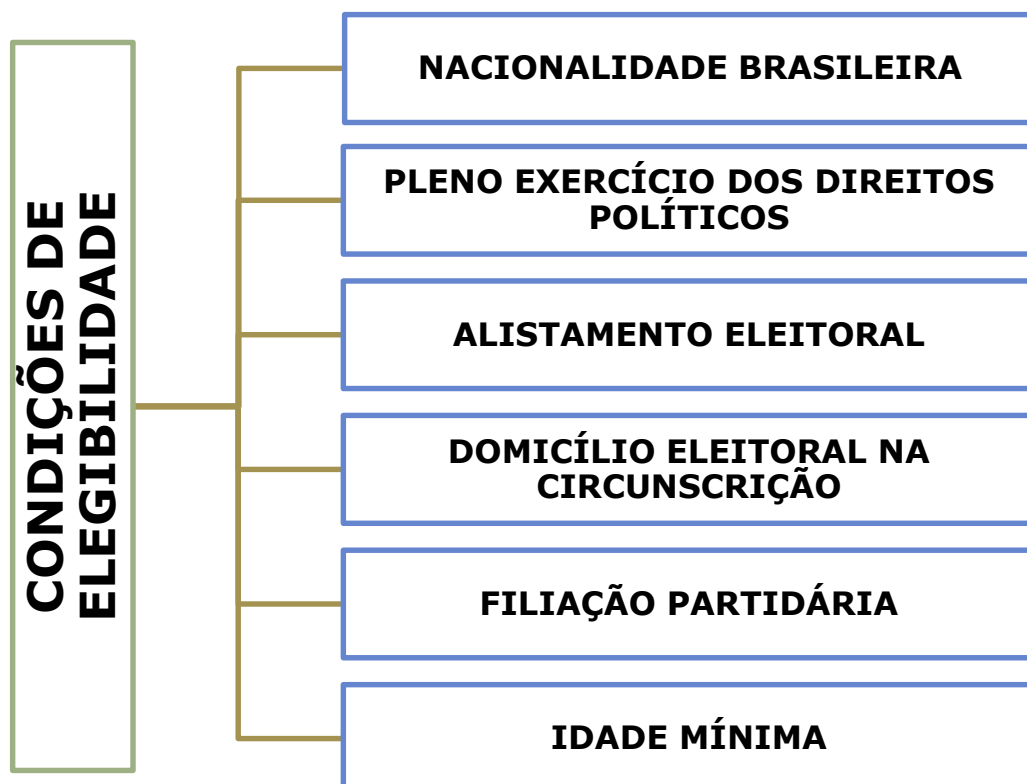 CONDIÇÕES DE
ELEGIBILIDADE
NACIONALIDADE BRASILEIRA
PLENO EXERCÍCIO DOS DIREITOS
POLÍTICOS
ALISTAMENTO ELEITORAL
DOMICÍLIO ELEITORAL NA
CIRCUNSCRIÇÃO
FILIAÇÃO PARTIDÁRIA
IDADE MÍNIMA